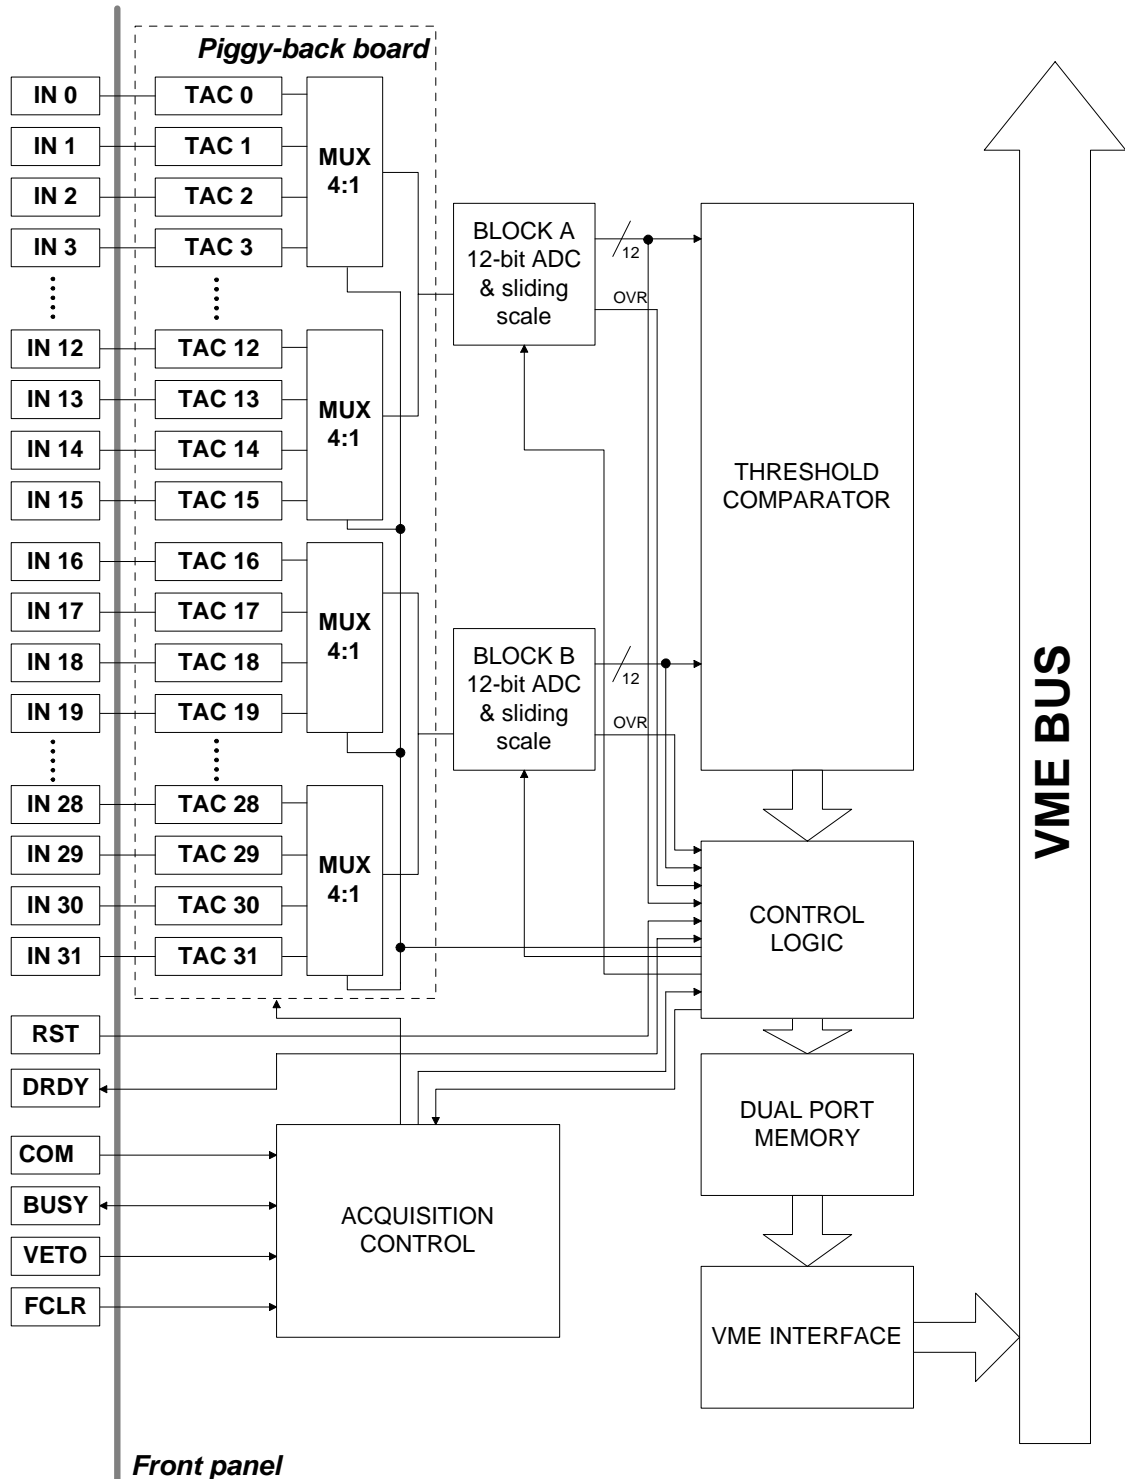 Piggy-back board
IN 0
TAC 0
IN 1
TAC 1
MUX
4:1
IN 2
TAC 2
IN 3
TAC 3
BLOCK A
12-bit ADC
& sliding
scale
12
OVR
IN 12
TAC 12
IN 13
TAC 13
MUX
4:1
IN 14
TAC 14
IN 15
TAC 15
THRESHOLD
COMPARATOR
IN 16
TAC 16
IN 17
TAC 17
MUX
4:1
IN 18
TAC 18
IN 19
TAC 19
BLOCK B
12-bit ADC
& sliding
scale
12
OVR
VME BUS
IN 28
TAC 28
IN 29
TAC 29
MUX
4:1
IN 30
TAC 30
IN 31
TAC 31
CONTROL
LOGIC
RST
DRDY
DUAL PORT
MEMORY
COM
BUSY
VETO
FCLR
ACQUISITION
CONTROL
VME INTERFACE
Front panel